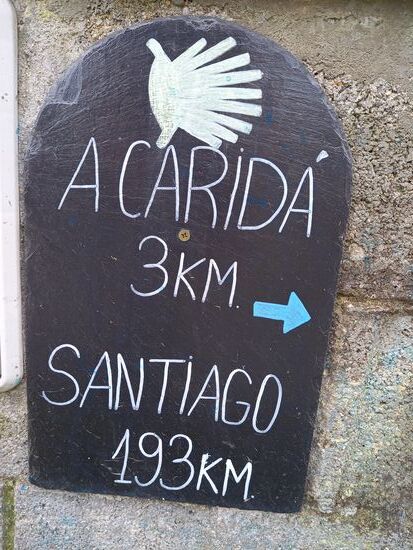 A CARiDÁ
3KM.
SANTiAGO
193KM.